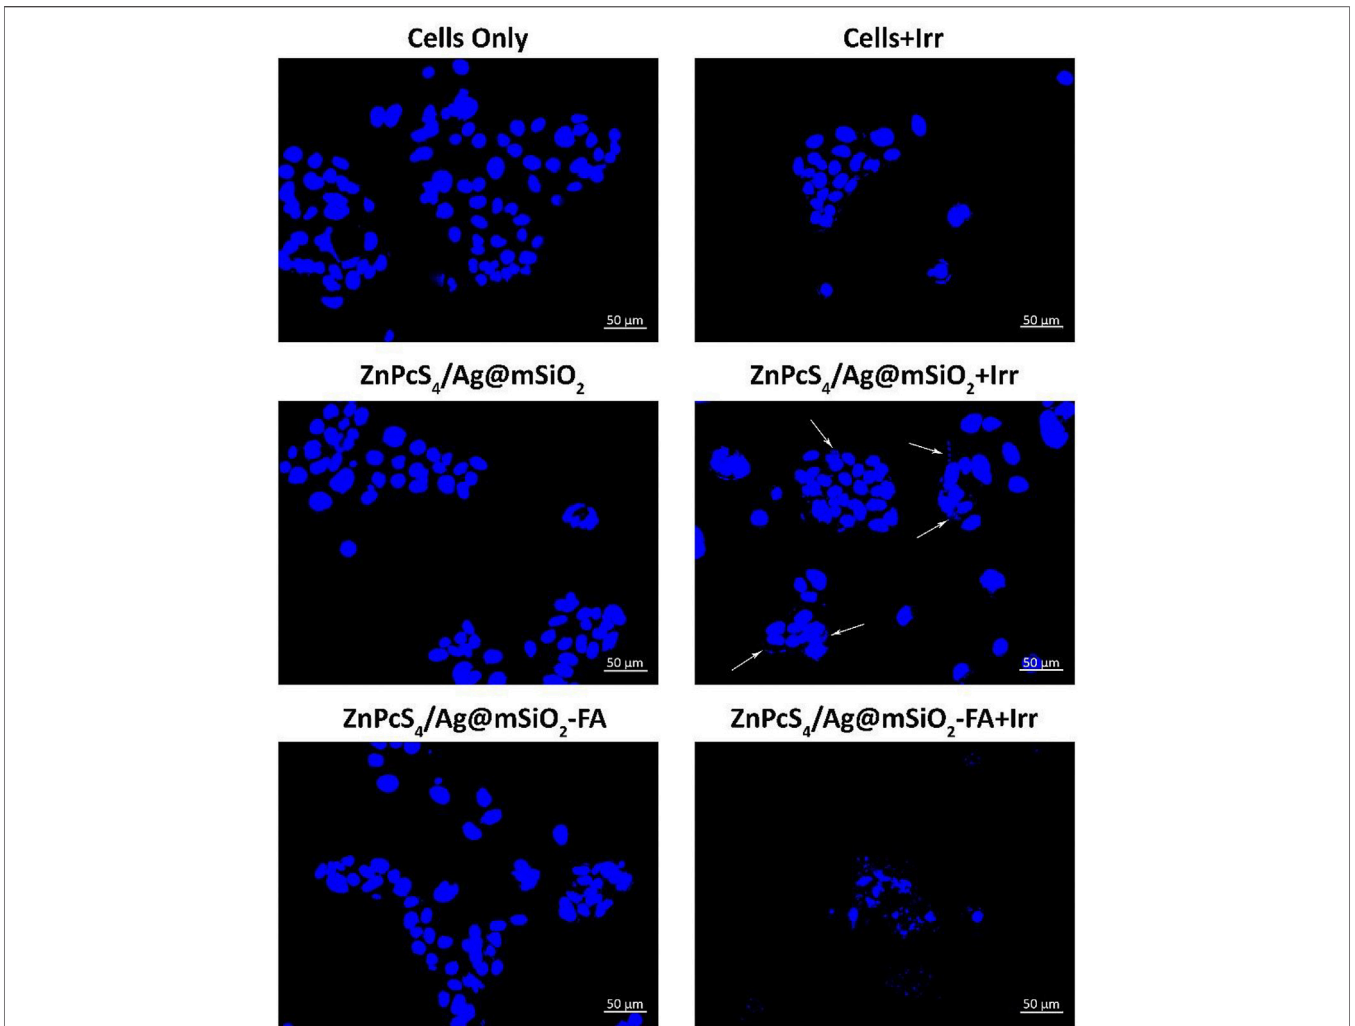 Cells Only
Cells+Irr
50 µm
50 µm
ZnPcS₄/Ag@mSiO₂
ZnPcS₄/Ag@mSiO₂+Irr
50 µm
50 µm
ZnPcS₄/Ag@mSiO₂-FA
ZnPcS₄/Ag@mSiO₂-FA+Irr
50 µm
50 µm